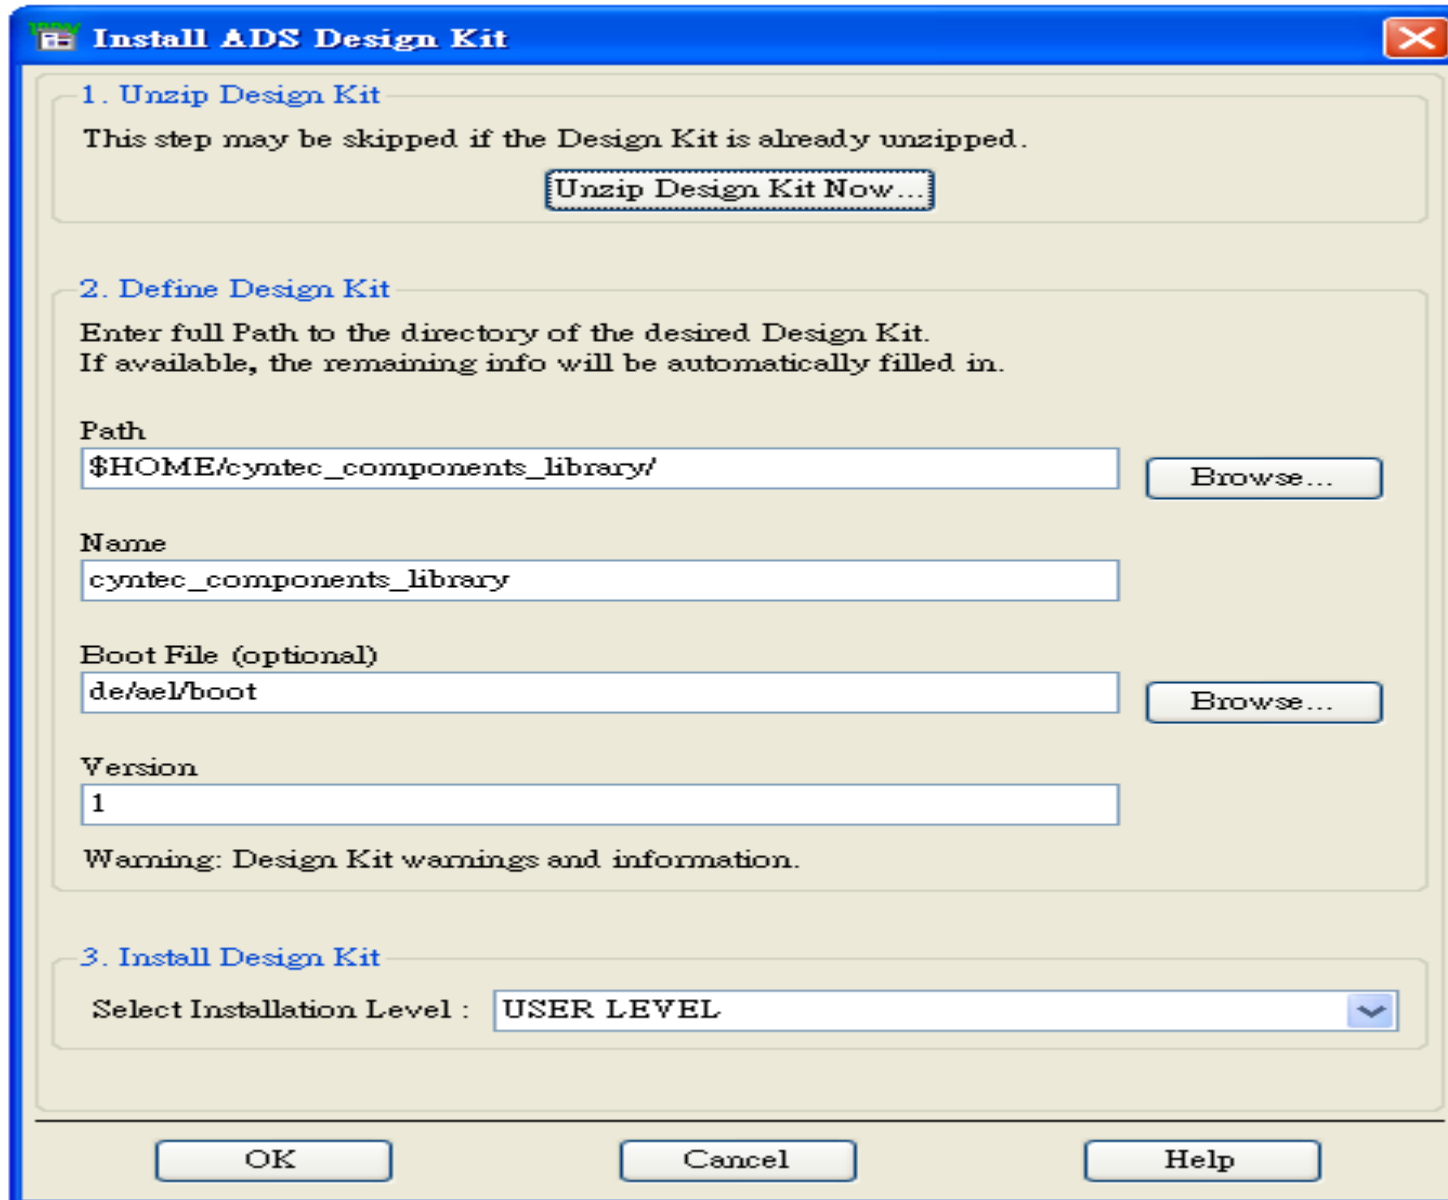 Install ADS Design Kit
1. Unzip Design Kit
This step may be skipped if the Design Kit is already unzipped.
Unzip Design Kit Now...
2. Define Design Kit
Enter full Path to the directory of the desired Design Kit.
If available, the remaining info will be automatically filled in.
Path
$HOME/cyntec_components_library/
Browse...
Name
cyntec_components_library
Boot File (optional)
de/ael/boot
Browse...
Version
1
Warning: Design Kit warnings and information.
3. Install Design Kit
Select Installation Level : USER LEVEL
OK Cancel Help